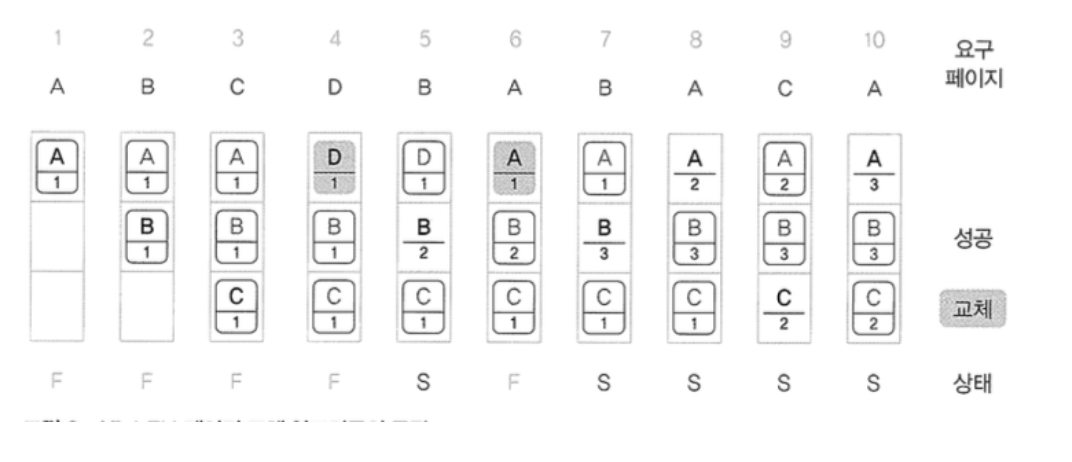 1 2 3 4 5 6 7 8 9 10 요구
A B C D B A B A C A 페이지
A A A D D A A A A A
1 1 1 1 1 1 1 2 2 3
B B B B B B B B B 성공
1 1 1 2 2 3 3 3 3
C C C C C C C C 교체
1 1 1 1 1 1 2 2
F F F F S F S S S S 상태